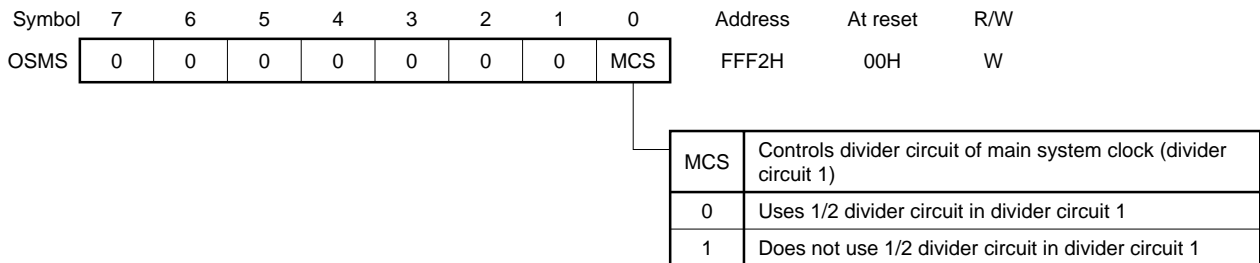 Symbol 7 6 5 4 3 2 1 0 Address At reset R/W
OSMS 0 0 0 0 0 0 0 MCS FFF2H 00H W
MCS Controls divider circuit of main system clock (divider
circuit 1)
0 Uses 1/2 divider circuit in divider circuit 1
1 Does not use 1/2 divider circuit in divider circuit 1